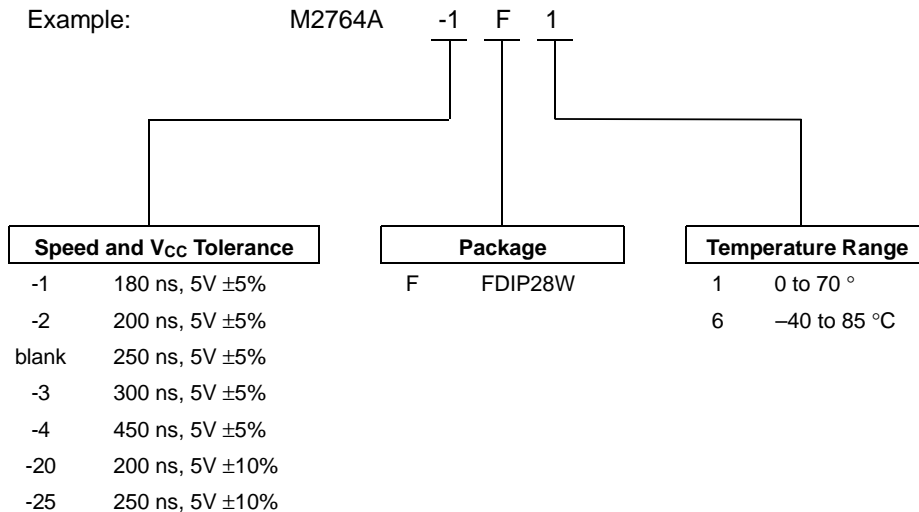 Example: M2764A -1 F 1
Speed and VCC Tolerance
-1 180 ns, 5V ±5%
-2 200 ns, 5V ±5%
blank 250 ns, 5V ±5%
-3 300 ns, 5V ±5%
-4 450 ns, 5V ±5%
-20 200 ns, 5V ±10%
-25 250 ns, 5V ±10%
Package
F FDIP28W
Temperature Range
1 0 to 70 °
6 –40 to 85 °C